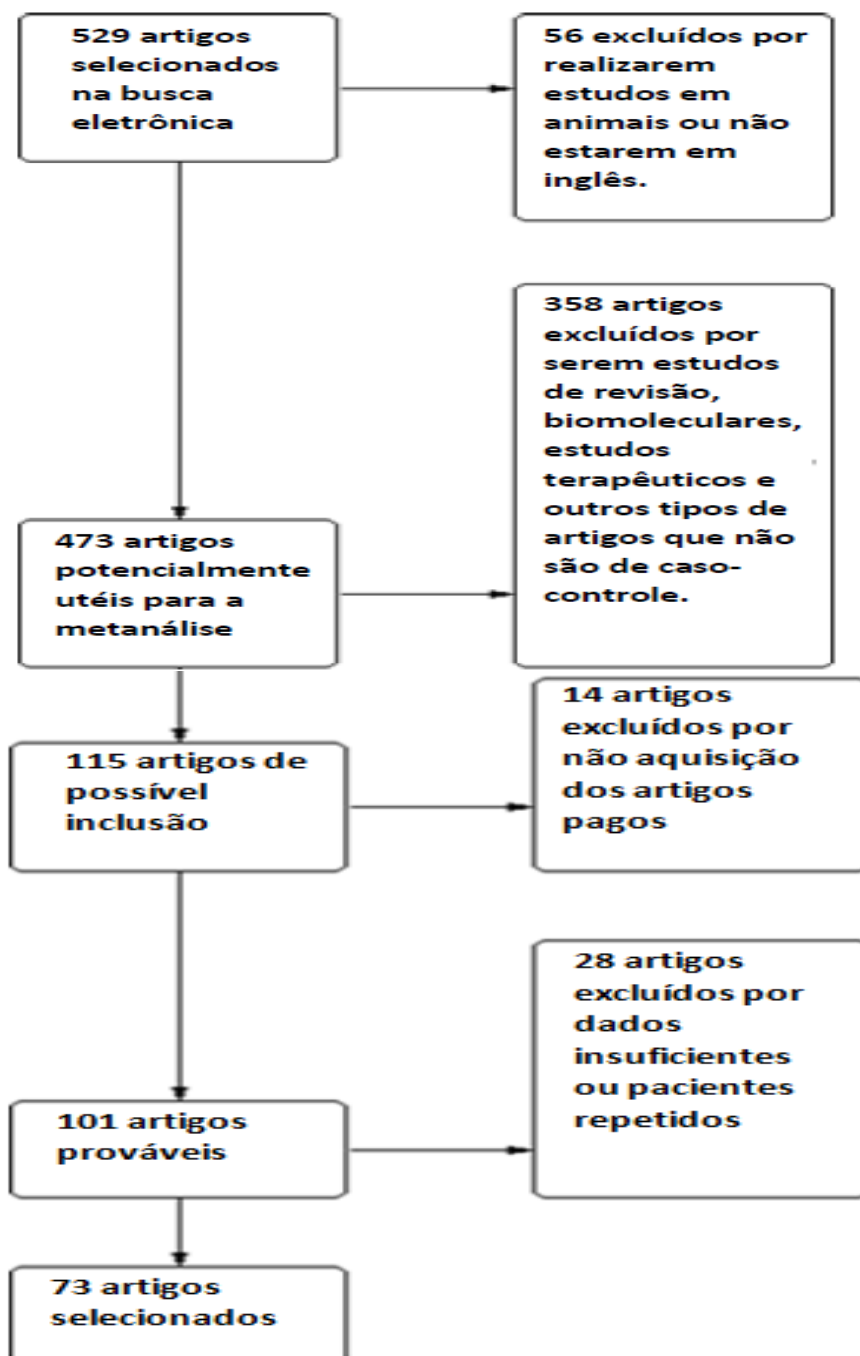 529 artigos
selecionados
na busca
eletrônica
56 excluídos por
realizarem
estudos em
animais ou não
estarem em
inglês.
358 artigos
excluídos por
serem estudos
de revisão,
biomoleculares,
estudos
terapêuticos e
outros tipos de
artigos que não
são de caso-
controle.
473 artigos
potencialmente
utéis para a
metanálise
14 artigos
excluídos por
não aquisição
dos artigos
pagos
115 artigos de
possível
inclusão
28 artigos
excluídos por
dados
insuficientes
ou pacientes
repetidos
101 artigos
prováveis
73 artigos
selecionados